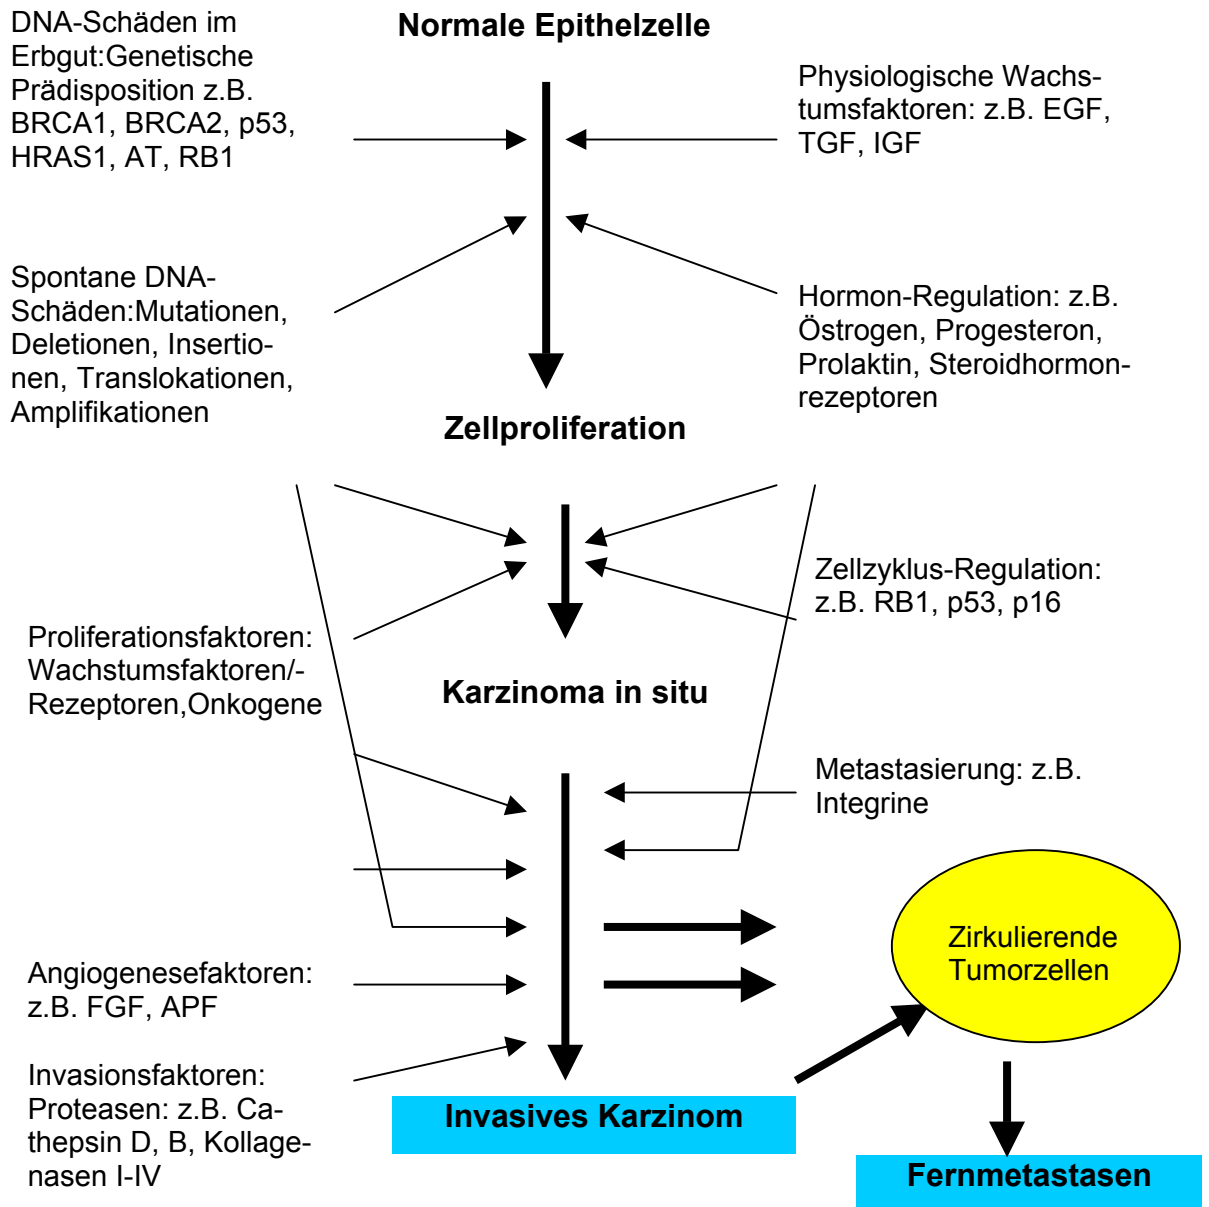 DNA-Schäden im
Erbgut:Genetische
Prädisposition z.B.
BRCA1, BRCA2, p53,
HRAS1, AT, RB1
Normale Epithelzelle
Physiologische Wachs-
tumsfaktoren: z.B. EGF,
TGF, IGF
Spontane DNA-
Schäden:Mutationen,
Deletionen, Insertio-
nen, Translokationen,
Amplifikationen
Hormon-Regulation: z.B.
Östrogen, Progesteron,
Prolaktin, Steroidhormon-
rezeptoren
Zellproliferation
Zellzyklus-Regulation:
z.B. RB1, p53, p16
Proliferationsfaktoren:
Wachstumsfaktoren/-
Rezeptoren,Onkogene
Karzinoma in situ
Metastasierung: z.B.
Integrine
Zirkulierende
Tumorzellen
Angiogenesefaktoren:
z.B. FGF, APF
Invasionsfaktoren:
Proteasen: z.B. Ca-
thepsin D, B, Kollage-
nasen I-IV
Invasives Karzinom
Fernmetastasen